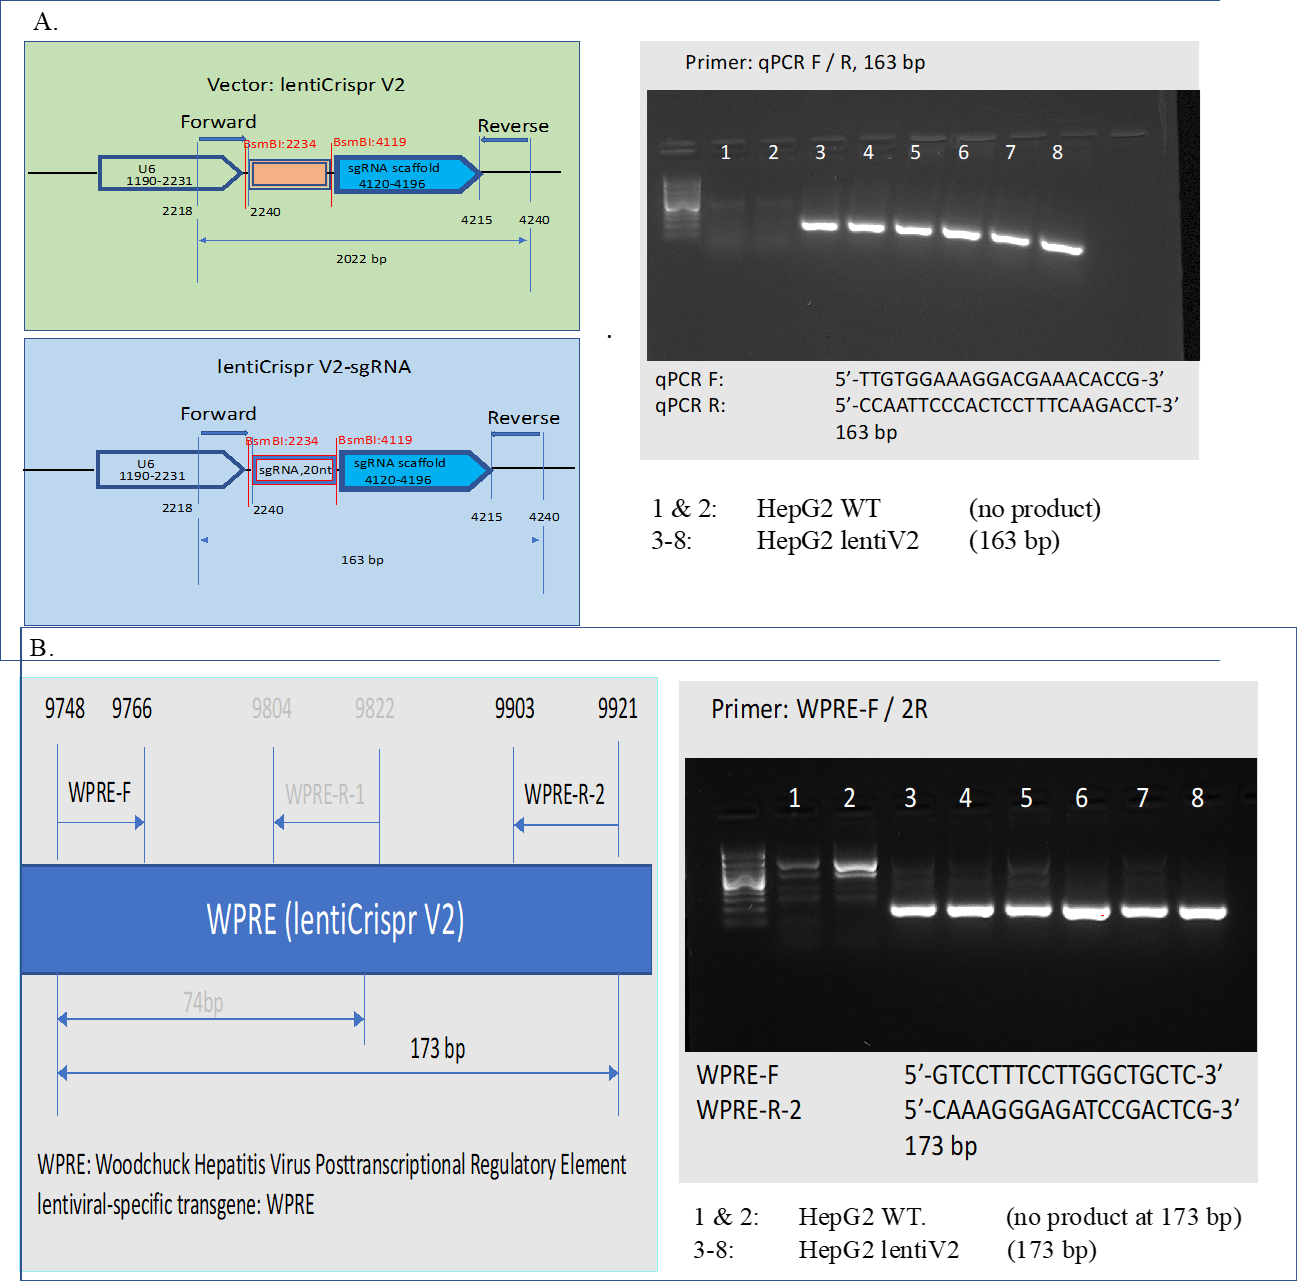 A.
Vector: lentiCrispr V2
Forward
Reverse
BsmBI:2234
BsmBI:4119
U6
1190-2231
sgRNA scaffold
4120-4196
2218
2240
4215
4240
2022 bp
lentiCrispr V2-sgRNA
Forward
Reverse
BsmBI:2234
BsmBI:4119
U6
1190-2231
sgRNA,20nt
sgRNA scaffold
4120-4196
2218
2240
4215
4240
163 bp
Primer: qPCR F / R, 163 bp
1 2 3 4 5 6 7 8
qPCR F: 5’-TTGTGGAAAGGACGAAACACCG-3’
qPCR R: 5’-CCAATTCCCACTCCTTTCAAGACCT-3’
163 bp
.
1 & 2: HepG2 WT (no product)
3-8: HepG2 lentiV2 (163 bp)
B.
9748 9766 9804 9822 9903 9921
WPRE-F
WPRE-R-1
WPRE-R-2
WPRE (lentiCrispr V2)
74bp
173 bp
WPRE: Woodchuck Hepatitis Virus Posttranscriptional Regulatory Element
lentiviral-specific transgene: WPRE
Primer: WPRE-F / 2R
1 2 3 4 5 6 7 8
WPRE-F 5’-GTCCTTTCCTTGGCTGCTC-3’
WPRE-R-2 5’-CAAAGGGAGATCCGACTCG-3’
173 bp
1 & 2: HepG2 WT. (no product at 173 bp)
3-8: HepG2 lentiV2 (173 bp)